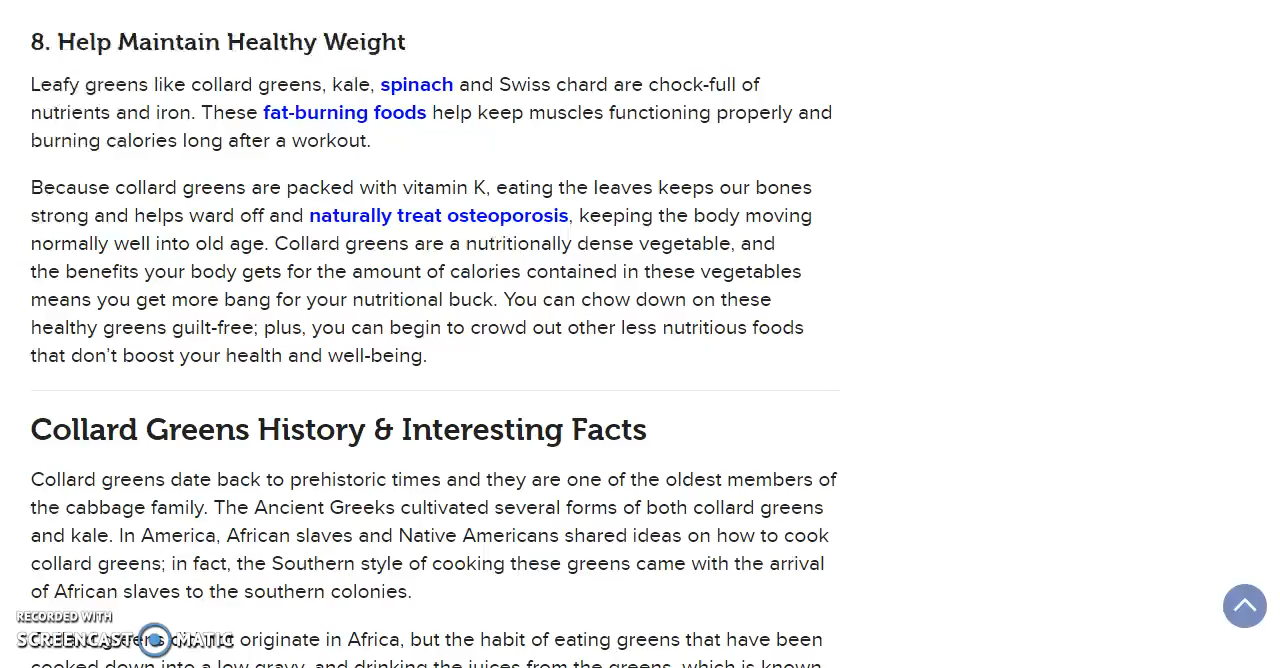 8. Help Maintain Healthy Weight
Leafy greens like collard greens, kale, spinach and Swiss chard are chock-full of
nutrients and iron. These fat-burning foods help keep muscles functioning properly and
burning calories long after a workout.
Because collard greens are packed with vitamin K, eating the leaves keeps our bones
strong and helps ward off and naturally treat osteoporosis, keeping the body moving
normally well into old age. Collard greens are a nutritionally dense vegetable, and
the benefits your body gets for the amount of calories contained in these vegetables
means you get more bang for your nutritional buck. You can chow down on these
healthy greens guilt-free; plus, you can begin to crowd out other less nutritious foods
that don't boost your health and well-being.
Collard Greens History & Interesting Facts
Collard greens date back to prehistoric times and they are one of the oldest members of
the cabbage family. The Ancient Greeks cultivated several forms of both collard greens
and kale. In America, African slaves and Native Americans shared ideas on how to cook
collard greens; in fact, the Southern style of cooking these greens came with the arrival
of African slaves to the southern colonies.
RECORDED WITH
SCREENCAST MATIC
originate in Africa, but the habit of eating greens that have been
cooked down into a low gravy, and drinking the juices from the greens, which is known